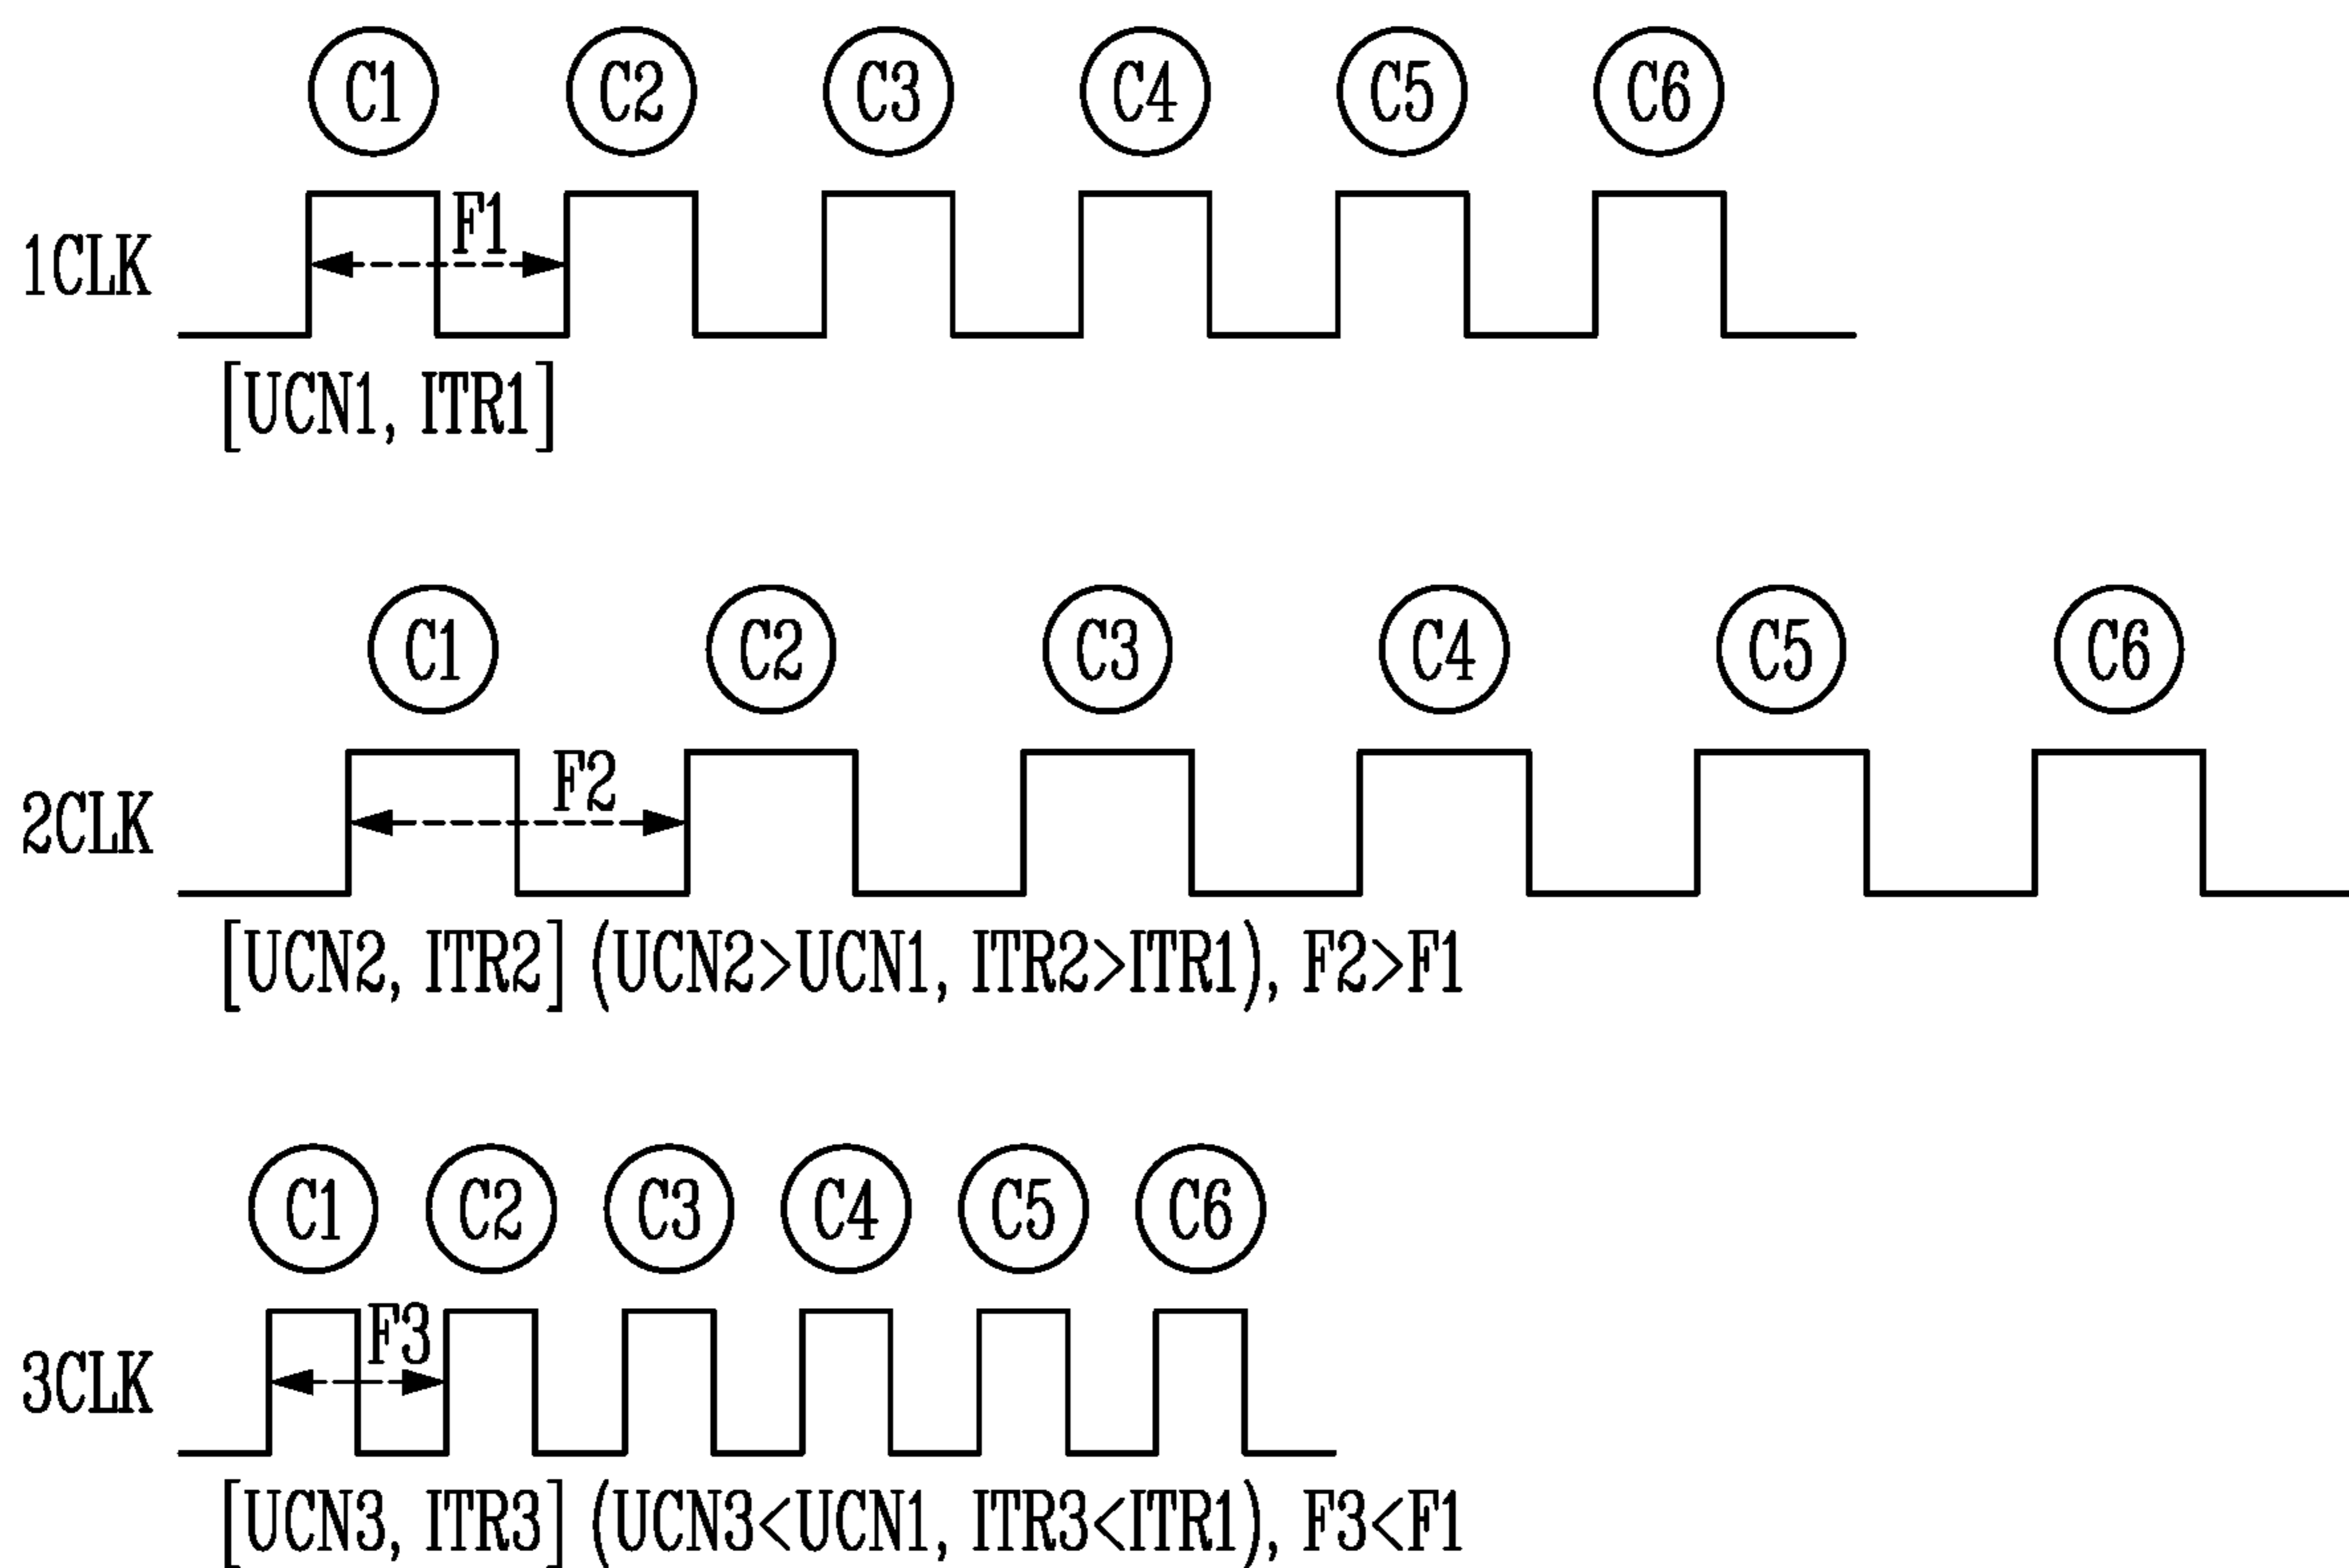 C1 C2 C3 C4 C5 C6
F1
1CLK
[UCN1, ITR1]
C1 C2 C3 C4 C5 C6
F2
2CLK
[UCN2, ITR2] (UCN2>UCN1, ITR2>ITR1), F2>F1
C1 C2 C3 C4 C5 C6
F3
3CLK
[UCN3, ITR3] (UCN3<UCN1, ITR3<ITR1), F3<F1